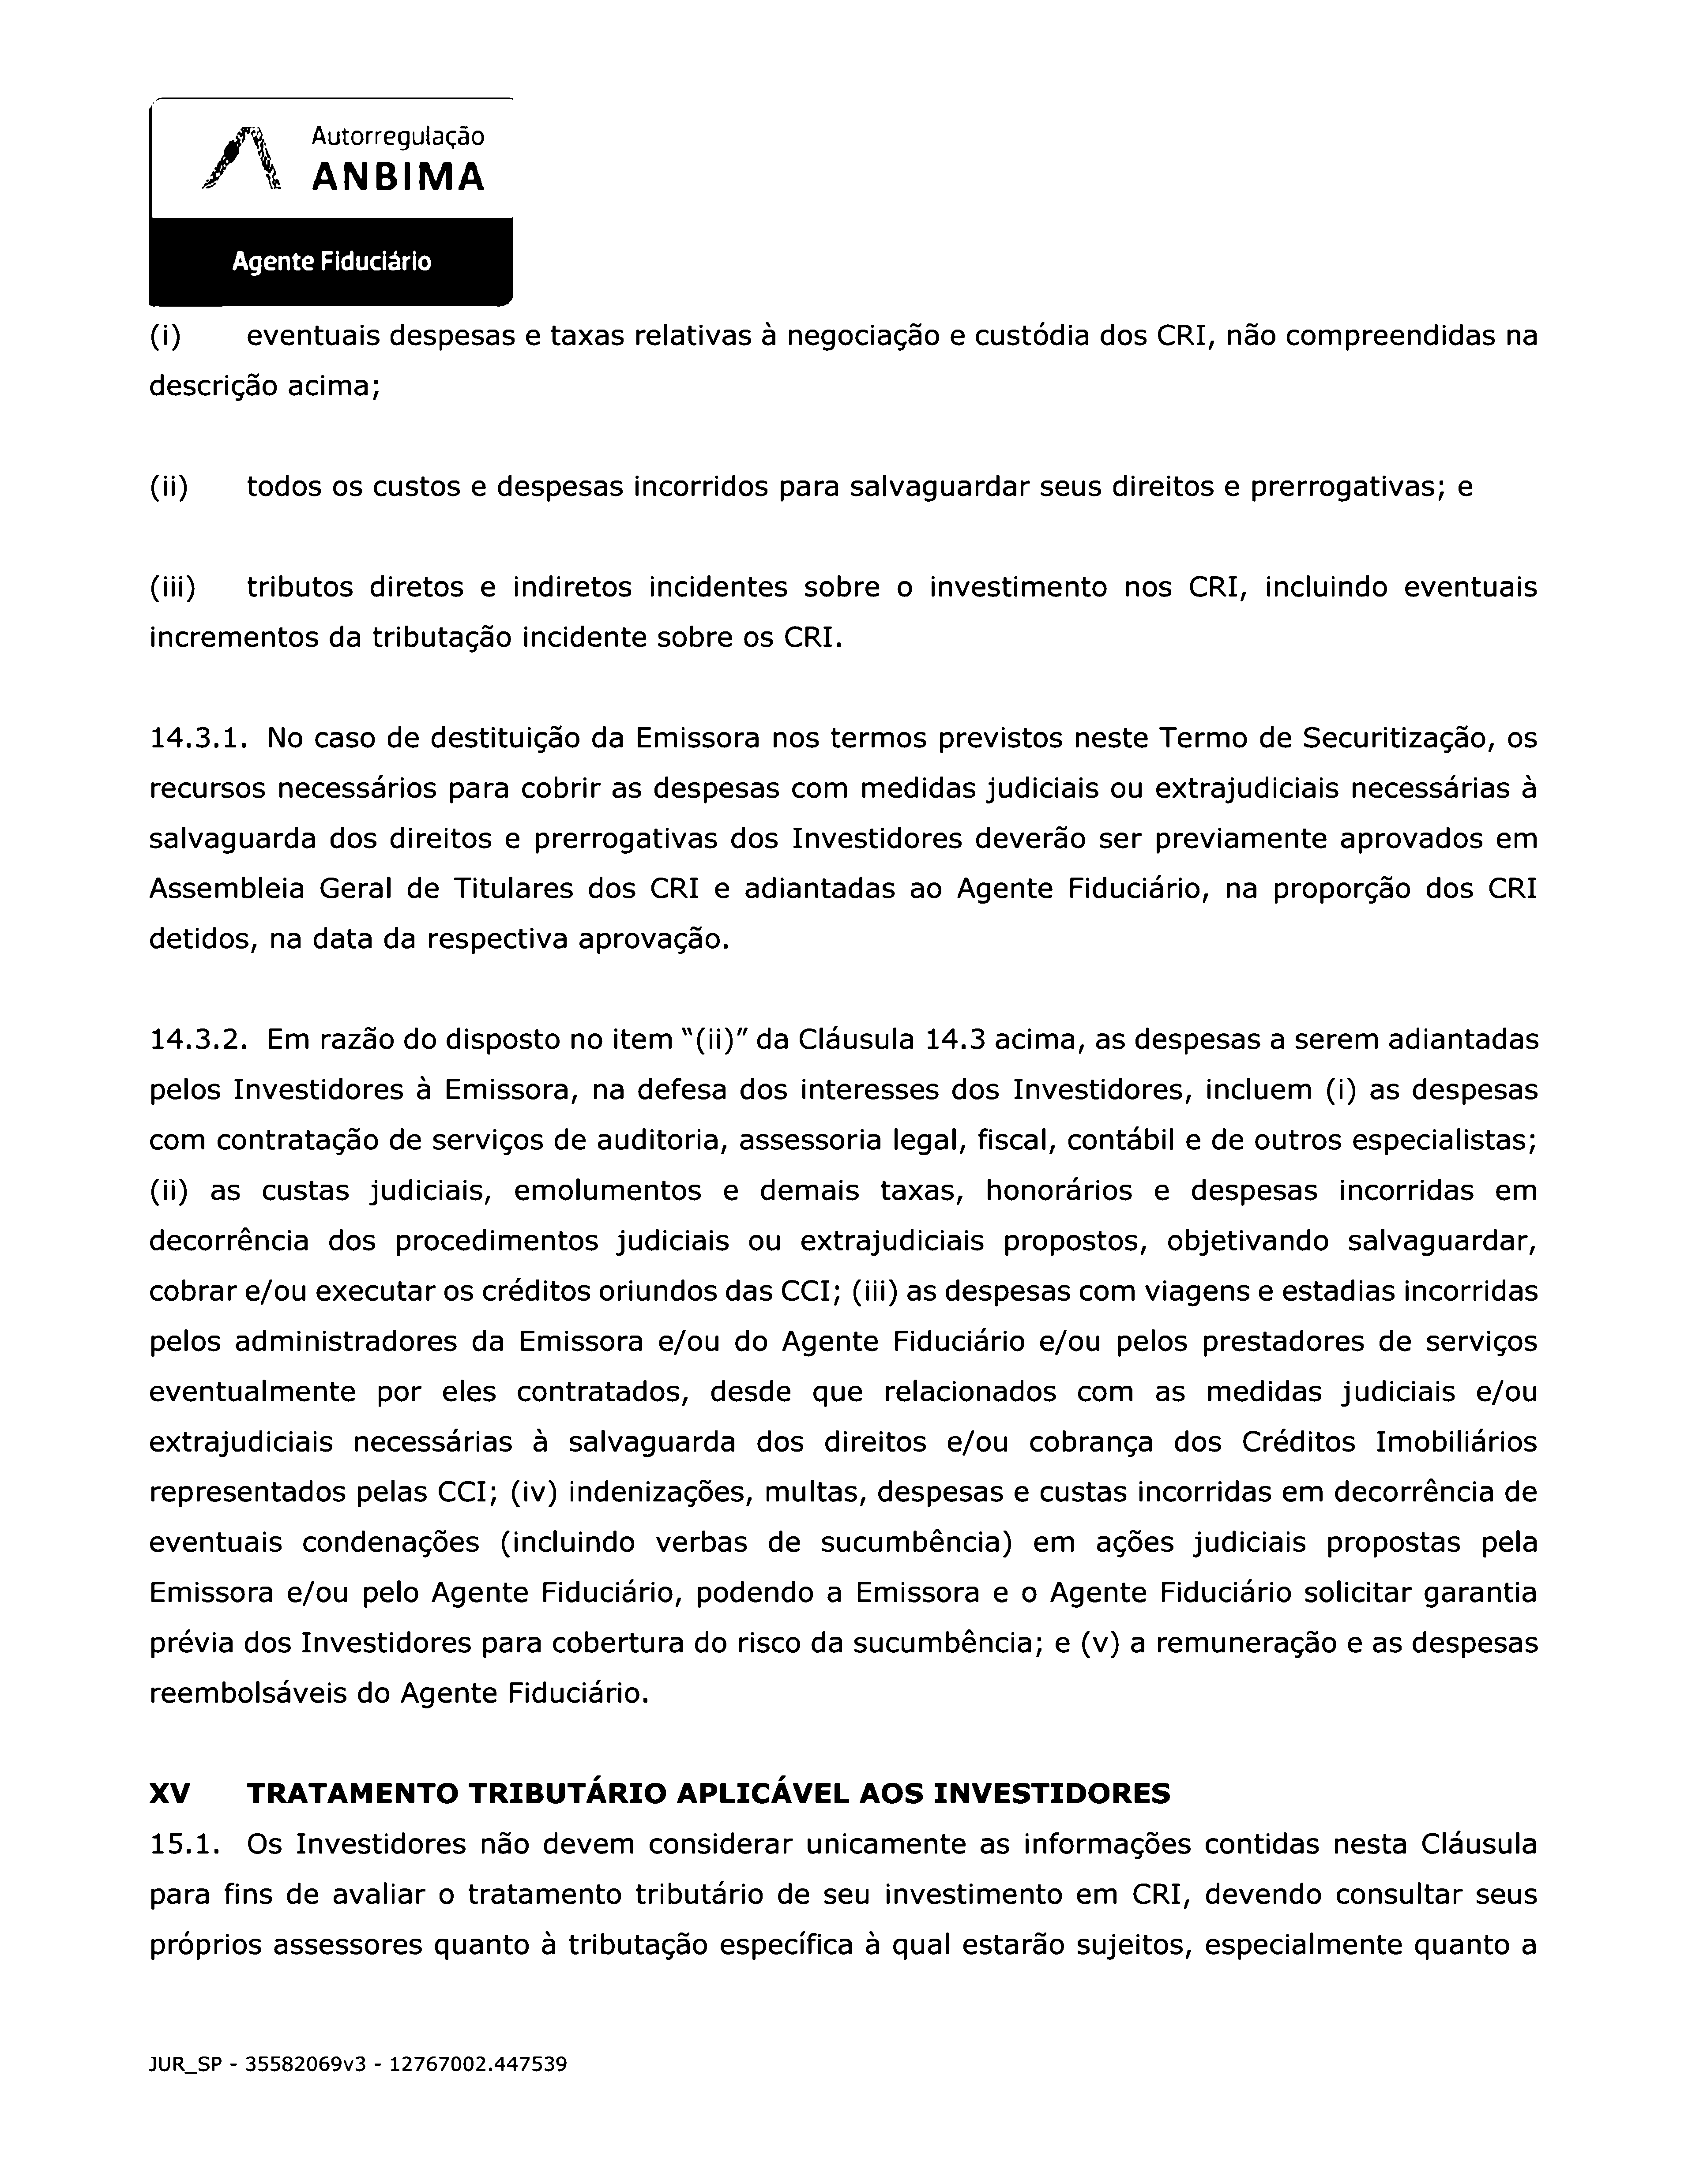 Autorregulação
ANBIMA
Agente Fiduciário
(i) eventuais despesas e taxas relativas à negociação e custódia dos CRI, não compreendidas na
descrição acima;
(ii) todos os custos e despesas incorridos para salvaguardar seus direitos e prerrogativas; e
(iii) tributos diretos e indiretos incidentes sobre o investimento nos CRI, incluindo eventuais
incrementos da tributação incidente sobre os CRI.
14.3.1. No caso de destituição da Emissora nos termos previstos neste Termo de Securitização, os
recursos necessários para cobrir as despesas com medidas judiciais ou extrajudiciais necessárias à
salvaguarda dos direitos e prerrogativas dos Investidores deverão ser previamente aprovados em
Assembleia Geral de Titulares dos CRI e adiantadas ao Agente Fiduciário, na proporção dos CRI
detidos, na data da respectiva aprovação.
14.3.2. Em razão do disposto no item "(ii)" da Cláusula 14.3 acima, as despesas a serem adiantadas
pelos Investidores à Emissora, na defesa dos interesses dos Investidores, incluem (i) as despesas
com contratação de serviços de auditoria, assessoria legal, fiscal, contábil e de outros especialistas;
(ii) as custas judiciais, emolumentos e demais taxas, honorários e despesas incorridas em
decorrência dos procedimentos judiciais ou extrajudiciais propostos, objetivando salvaguardar,
cobrar e/ou executar os créditos oriundos das CCI; (iii) as despesas com viagens e estadias incorridas
pelos administradores da Emissora e/ou do Agente Fiduciário e/ou pelos prestadores de serviços
eventualmente por eles contratados, desde que relacionados com as medidas judiciais e/ou
extrajudiciais necessárias à salvaguarda dos direitos e/ou cobrança dos Créditos Imobiliários
representados pelas CCI; (iv) indenizações, multas, despesas e custas incorridas em decorrência de
eventuais condenações (incluindo verbas de sucumbência) em ações judiciais propostas pela
Emissora e/ou pelo Agente Fiduciário, podendo a Emissora e o Agente Fiduciário solicitar garantia
prévia dos Investidores para cobertura do risco da sucumbência; e (v) a remuneração e as despesas
reembolsáveis do Agente Fiduciário.
XV TRATAMENTO TRIBUTÁRIO APLICÁVEL AOS INVESTIDORES
15.1. Os Investidores não devem considerar unicamente as informações contidas nesta Cláusula
para fins de avaliar o tratamento tributário de seu investimento em CRI, devendo consultar seus
próprios assessores quanto à tributação específica à qual estarão sujeitos, especialmente quanto a
JUR_SP - 35582069v3 - 12767002.447539